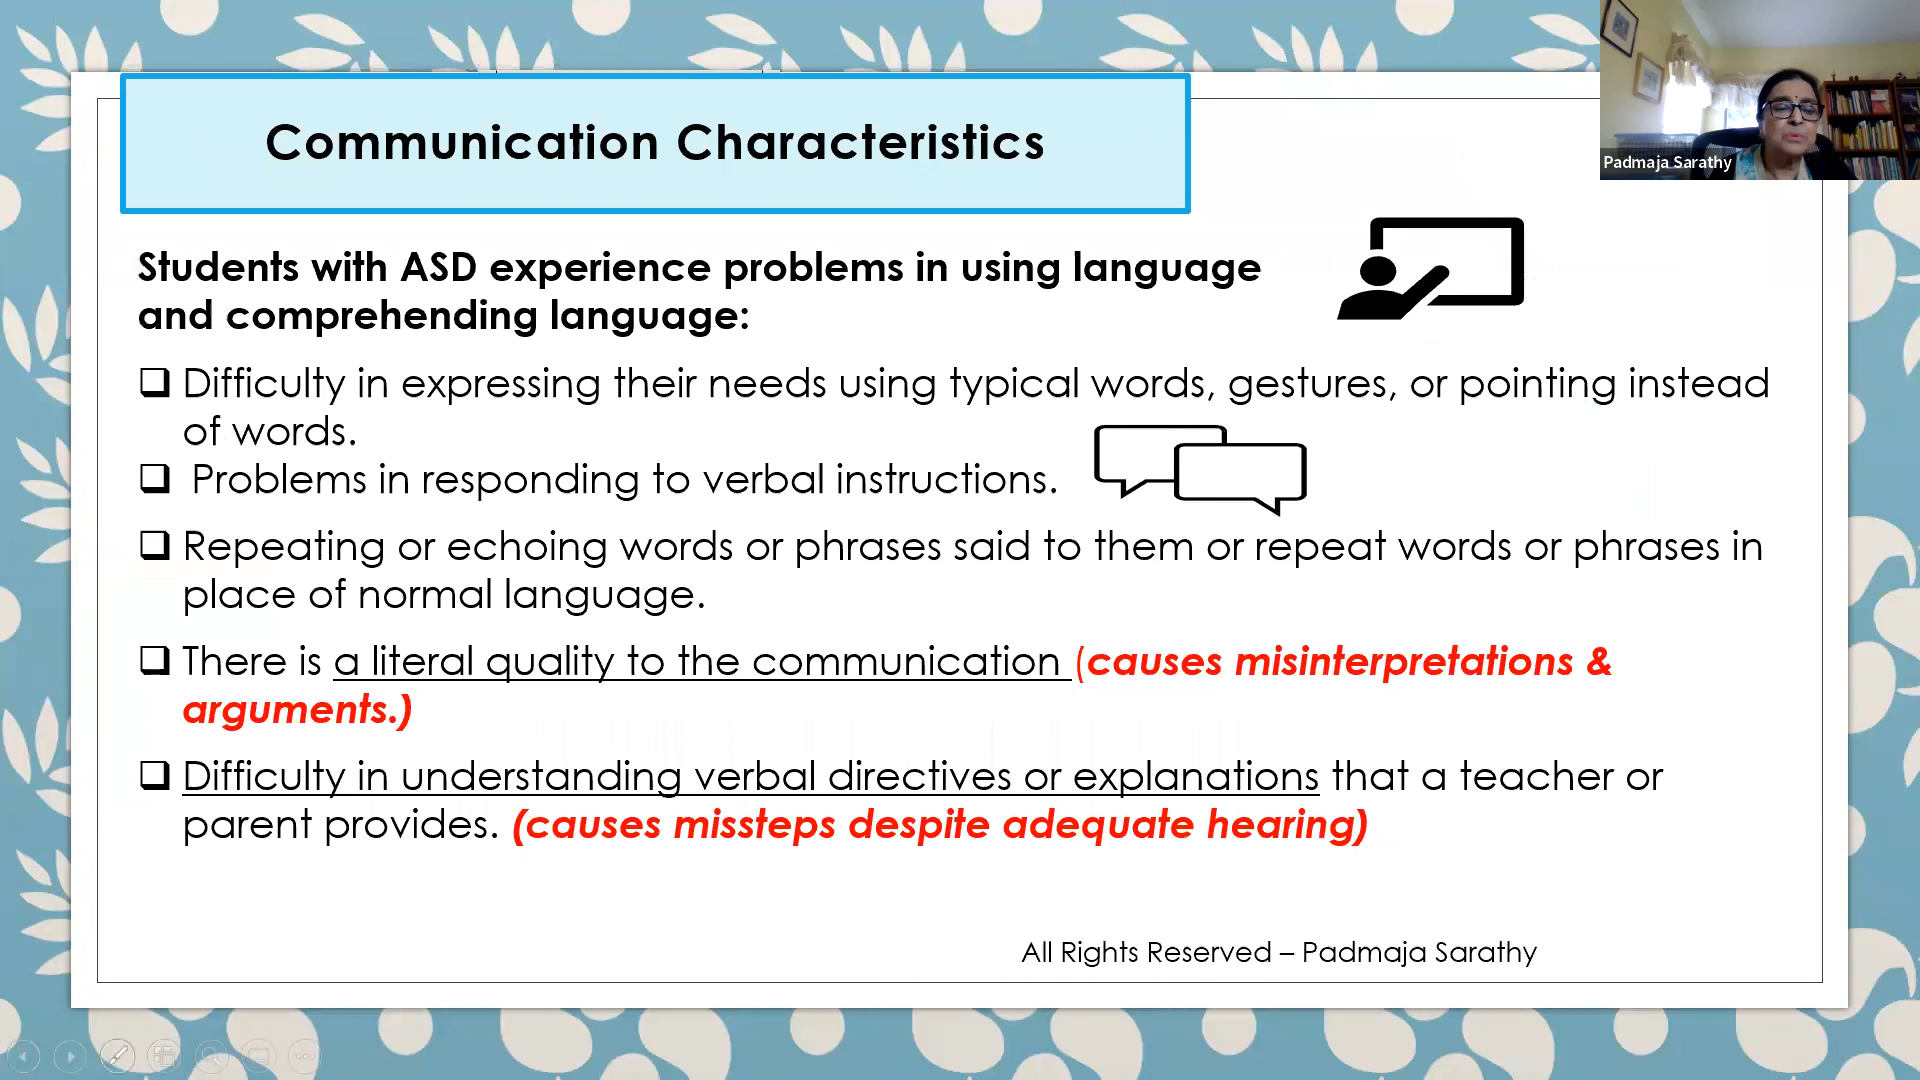 Communication Characteristics
Padmaja Sarathy
Students with ASD experience problems in using language
and comprehending language:
Difficulty in expressing their needs using typical words, gestures, or pointing instead
of words.
Problems in responding to verbal instructions.
Repeating or echoing words or phrases said to them or repeat words or phrases in
place of normal language.
There is a literal quality to the communication (causes misinterpretations &
arguments.)
Difficulty in understanding verbal directives or explanations that a teacher or
parent provides. (causes missteps despite adequate hearing)
All Rights Reserved – Padmaja Sarathy